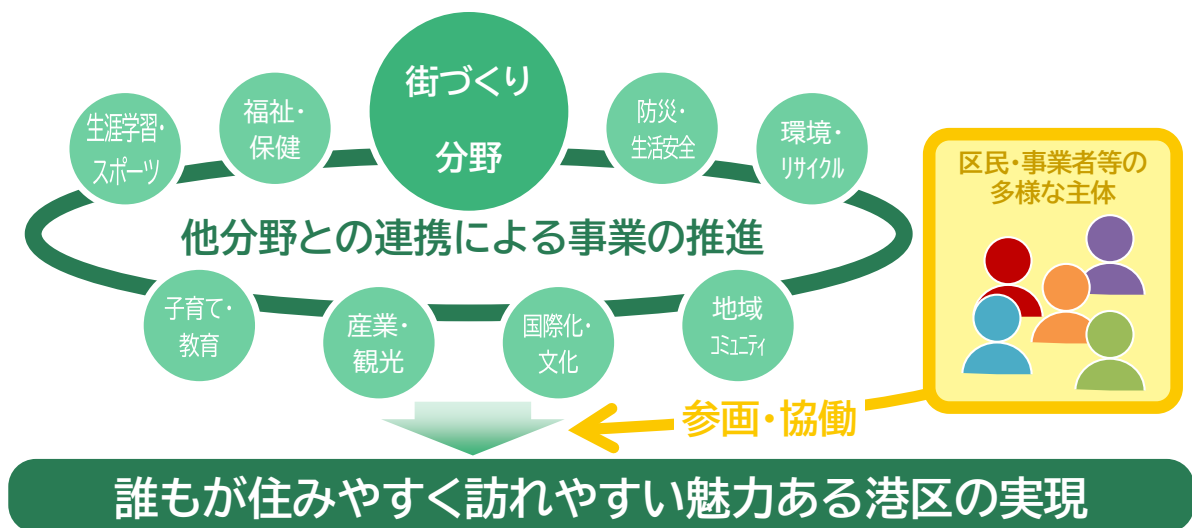 街づくり
分野
生涯学習・
スポーツ
福祉・
保健
防災・
生活安全
環境・
リサイクル
区民・事業者等の
多様な主体
他分野との連携による事業の推進
子育て・
教育
産業・
観光
国際化・
文化
地域
コミュニティ
参画・協働
誰もが住みやすく訪れやすい魅力ある港区の実現